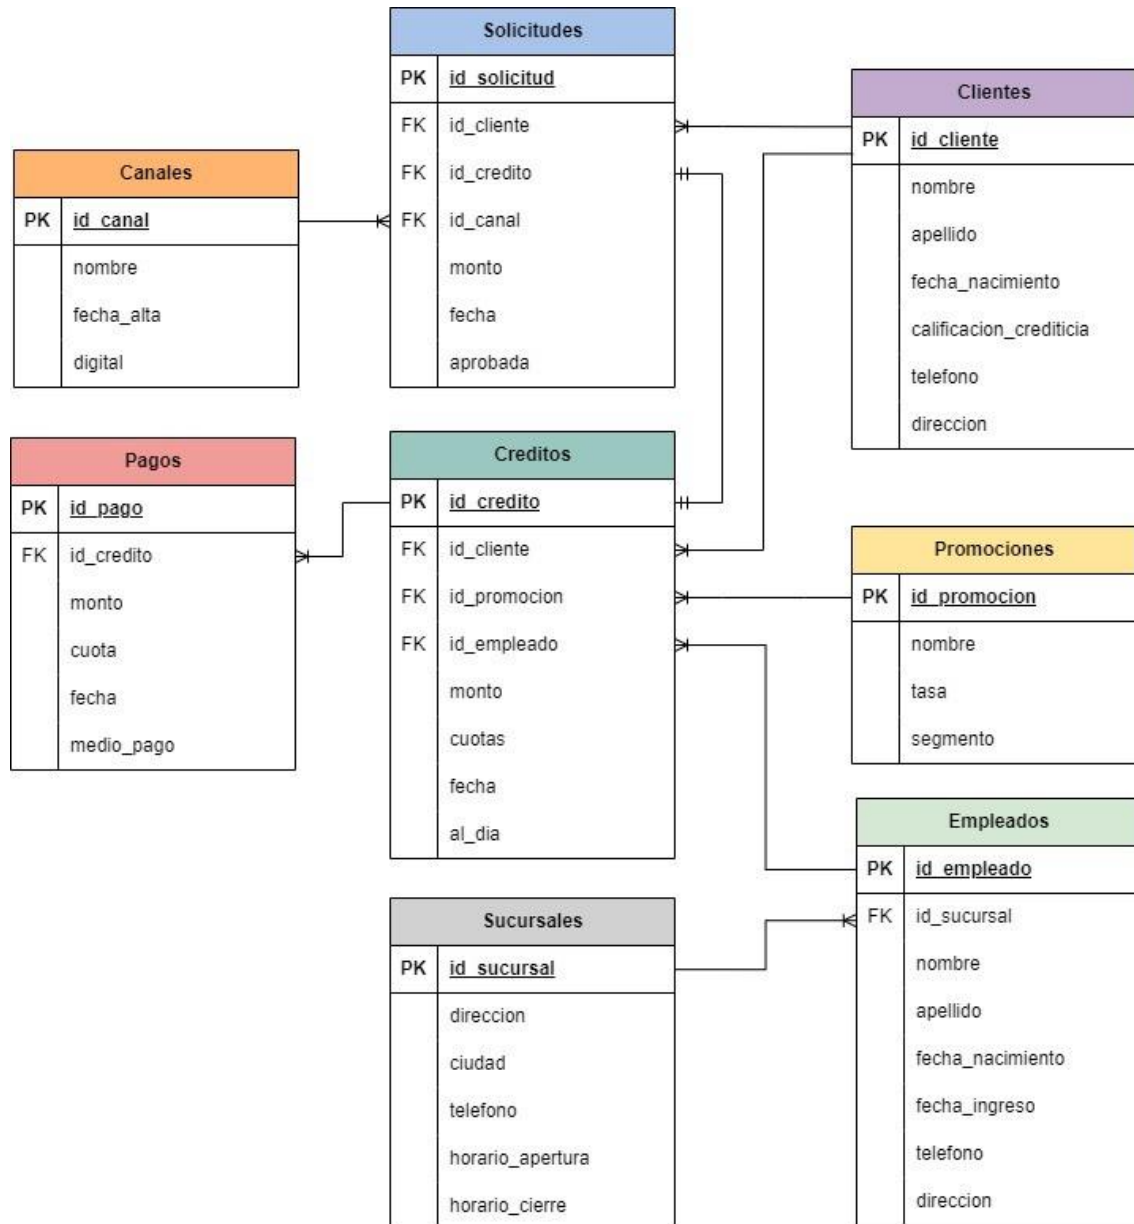 Solicitudes
PK id_solicitud
FK id_cliente
FK id_credito
FK id_canal
monto
fecha
aprobada
Clientes
PK id_cliente
nombre
apellido
fecha_nacimiento
calificacion_crediticia
telefono
direccion
Canales
PK id_canal
nombre
fecha_alta
digital
Pagos
PK id_pago
FK id_credito
monto
cuota
fecha
medio_pago
Creditos
PK id_credito
FK id_cliente
FK id_promocion
FK id_empleado
monto
cuotas
fecha
al_dia
Promociones
PK id_promocion
nombre
tasa
segmento
Sucursales
PK id_sucursal
direccion
ciudad
telefono
horario_apertura
horario_cierre
Empleados
PK id_empleado
FK id_sucursal
nombre
apellido
fecha_nacimiento
fecha_ingreso
telefono
direccion